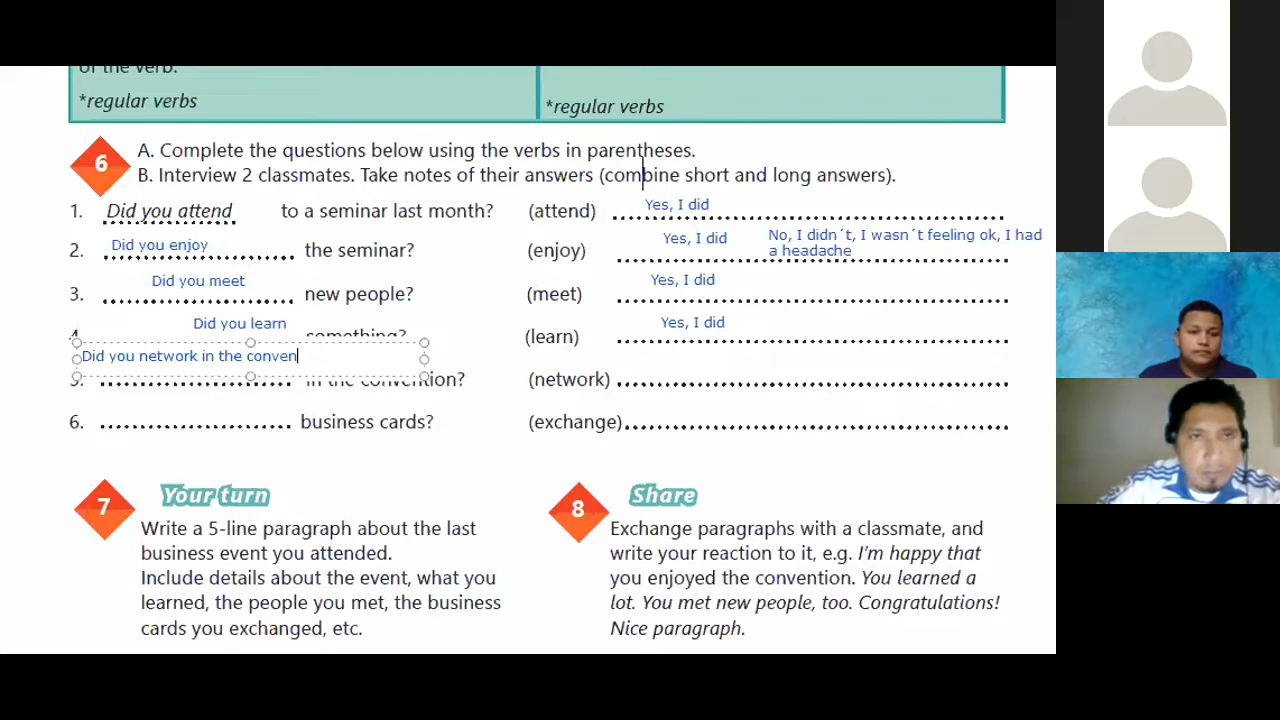 of the verb.
*regular verbs
*regular verbs
6
A. Complete the questions below using the verbs in parentheses.
B. Interview 2 classmates. Take notes of their answers (combine short and long answers).
1. Did you attend to a seminar last month? (attend) Yes, I did
2. Did you enjoy the seminar? (enjoy) Yes, I did No, I didn´t, I wasn´t feeling ok, I had
a headache
3. Did you meet new people? (meet) Yes, I did
4. Did you learn something? (learn) Yes, I did
Did you network in the conven
5. in the convention? (network)
6. business cards? (exchange)
7 Your turn
Write a 5-line paragraph about the last
business event you attended.
Include details about the event, what you
learned, the people you met, the business
cards you exchanged, etc.
8 Share
Exchange paragraphs with a classmate, and
write your reaction to it, e.g. I'm happy that
you enjoyed the convention. You learned a
lot. You met new people, too. Congratulations!
Nice paragraph.